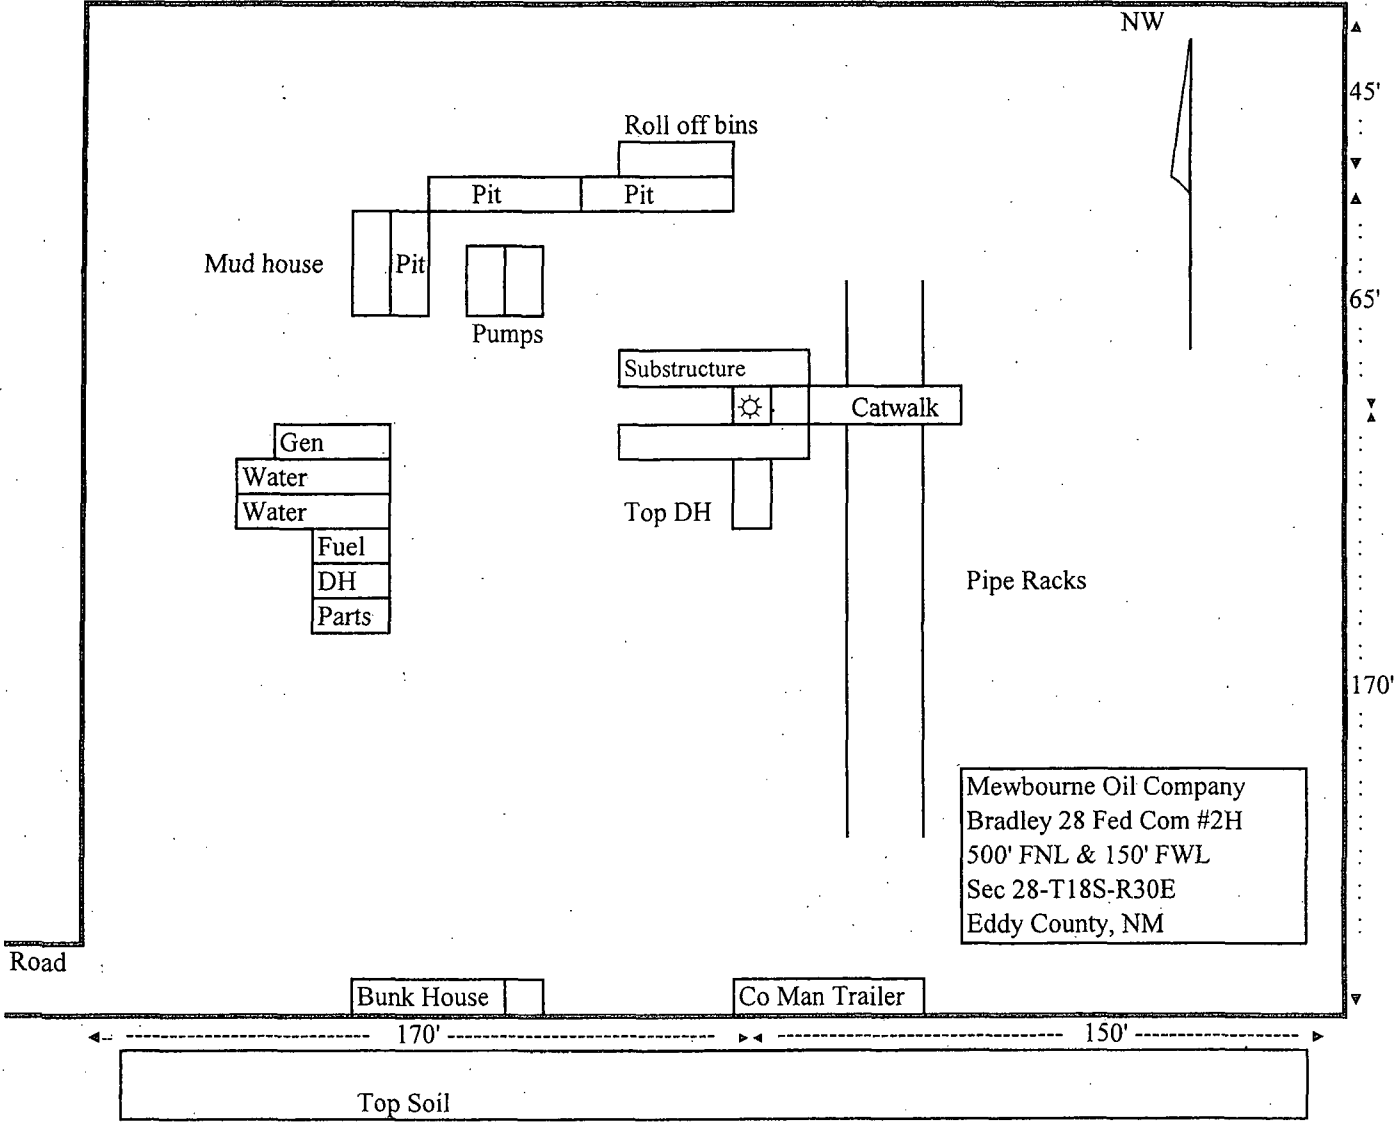 NW
45'
Roll off bins
Pit
Pit
Mud house
Pit
65'
Pumps
Substructure
Catwalk
Gen
Water
Water
Top DH
Fuel
DH
Parts
Pipe Racks
170'
Mewbourne Oil Company
Bradley 28 Fed Com #2H
500' FNL & 150' FWL
Sec 28-T18S-R30E
Eddy County, NM
Road
Bunk House
Co Man Trailer
170'
150'
Top Soil